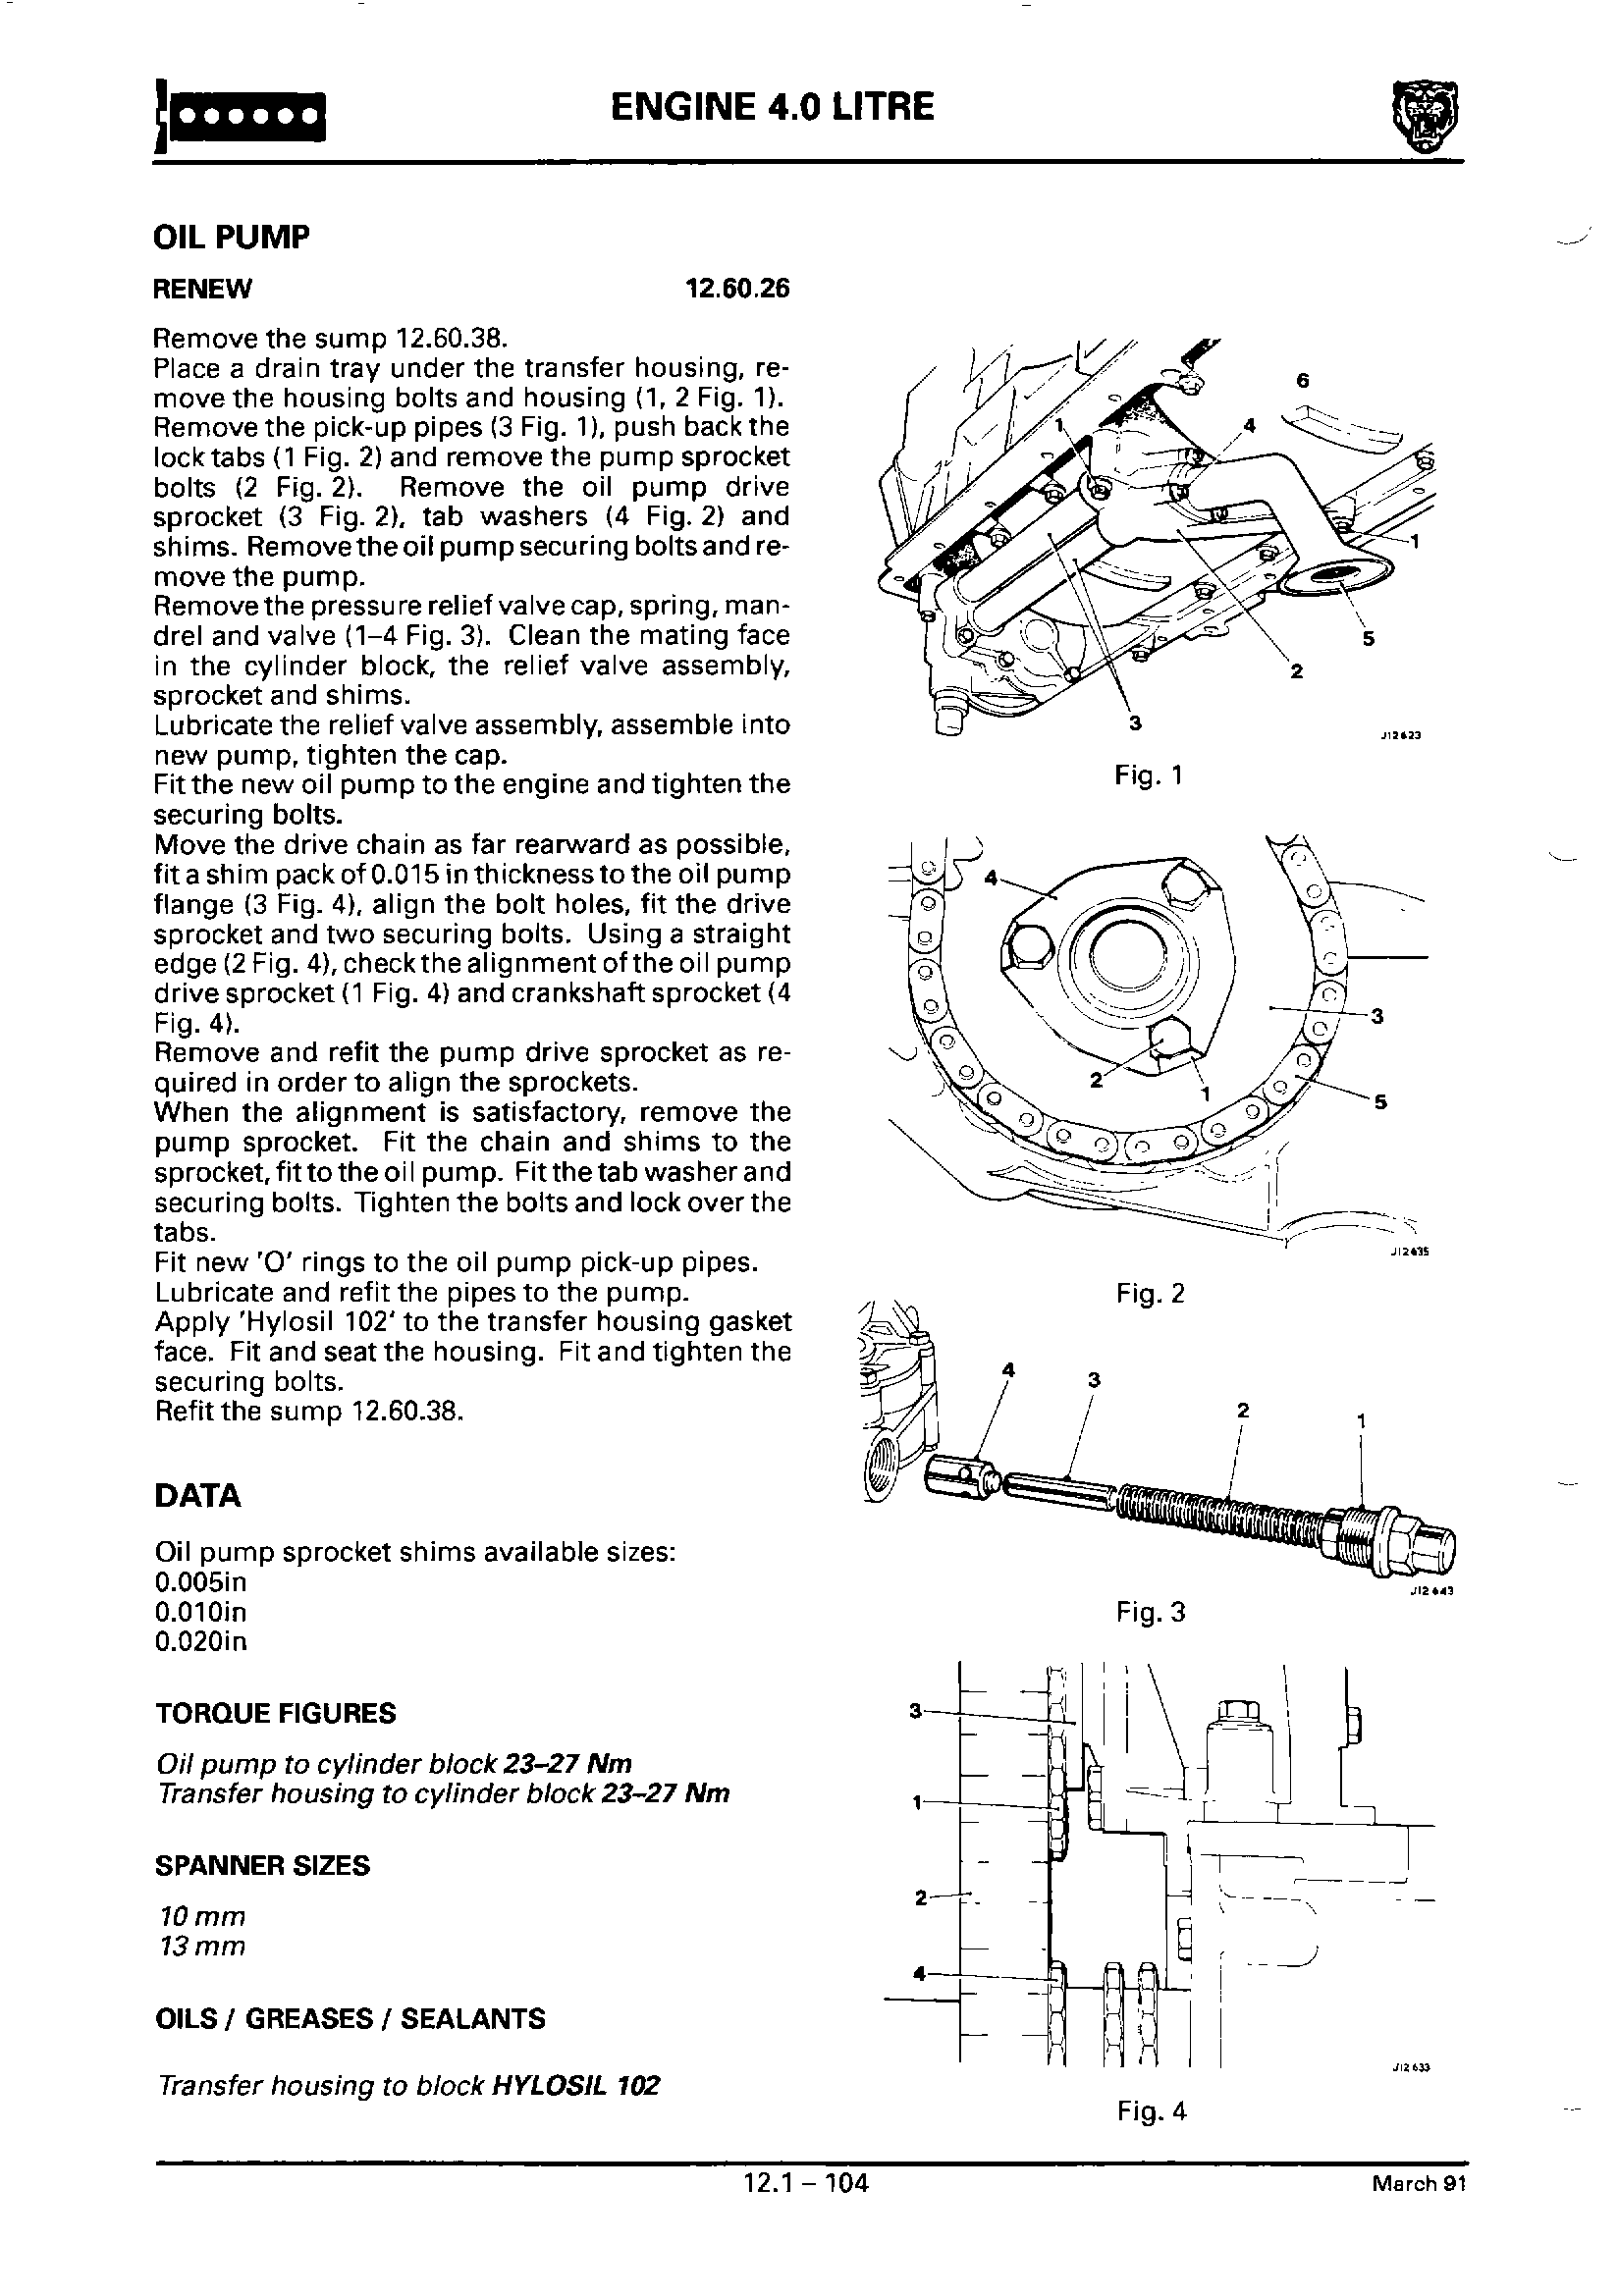 ENGINE 4.0 LITRE
OIL PUMP
RENEW 12.60.26
Remove the sump 12.60.38.
Place a drain tray under the transfer housing, re-
move the housing bolts and housing (1, 2 Fig. 1).
Remove the pick-up pipes (3 Fig. 1), push back the
lock tabs (1 Fig. 2) and remove the pump sprocket
bolts (2 Fig. 2). Remove the oil pump drive
sprocket (3 Fig. 2), tab washers (4 Fig. 2) and
shims. Remove the oil pump securing bolts and re-
move the pump.
Remove the pressure relief valve cap, spring, man-
drel and valve (1–4 Fig. 3). Clean the mating face
in the cylinder block, the relief valve assembly,
sprocket and shims.
Lubricate the relief valve assembly, assemble into
new pump, tighten the cap.
Fit the new oil pump to the engine and tighten the
securing bolts.
Move the drive chain as far rearward as possible,
fit a shim pack of 0.015 in thickness to the oil pump
flange (3 Fig. 4), align the bolt holes, fit the drive
sprocket and two securing bolts. Using a straight
edge (2 Fig. 4), check the alignment of the oil pump
drive sprocket (1 Fig. 4) and crankshaft sprocket (4
Fig. 4).
Remove and refit the pump drive sprocket as re-
quired in order to align the sprockets.
When the alignment is satisfactory, remove the
pump sprocket. Fit the chain and shims to the
sprocket, fit to the oil pump. Fit the tab washer and
securing bolts. Tighten the bolts and lock over the
tabs.
Fit new 'O' rings to the oil pump pick-up pipes.
Lubricate and refit the pipes to the pump.
Apply 'Hylosil 102' to the transfer housing gasket
face. Fit and seat the housing. Fit and tighten the
securing bolts.
Refit the sump 12.60.38.
DATA
Oil pump sprocket shims available sizes:
0.005in
0.010in
0.020in
TORQUE FIGURES
Oil pump to cylinder block 23–27 Nm
Transfer housing to cylinder block 23–27 Nm
SPANNER SIZES
10 mm
13 mm
OILS / GREASES / SEALANTS
Transfer housing to block HYLOSIL 102
6
1
4
1
5
2
3
J12623
Fig. 1
4
3
2
1
5
J12635
Fig. 2
4
3
2
1
J12643
Fig. 3
3
1
2
4
J12633
Fig. 4
12.1 – 104
March 91